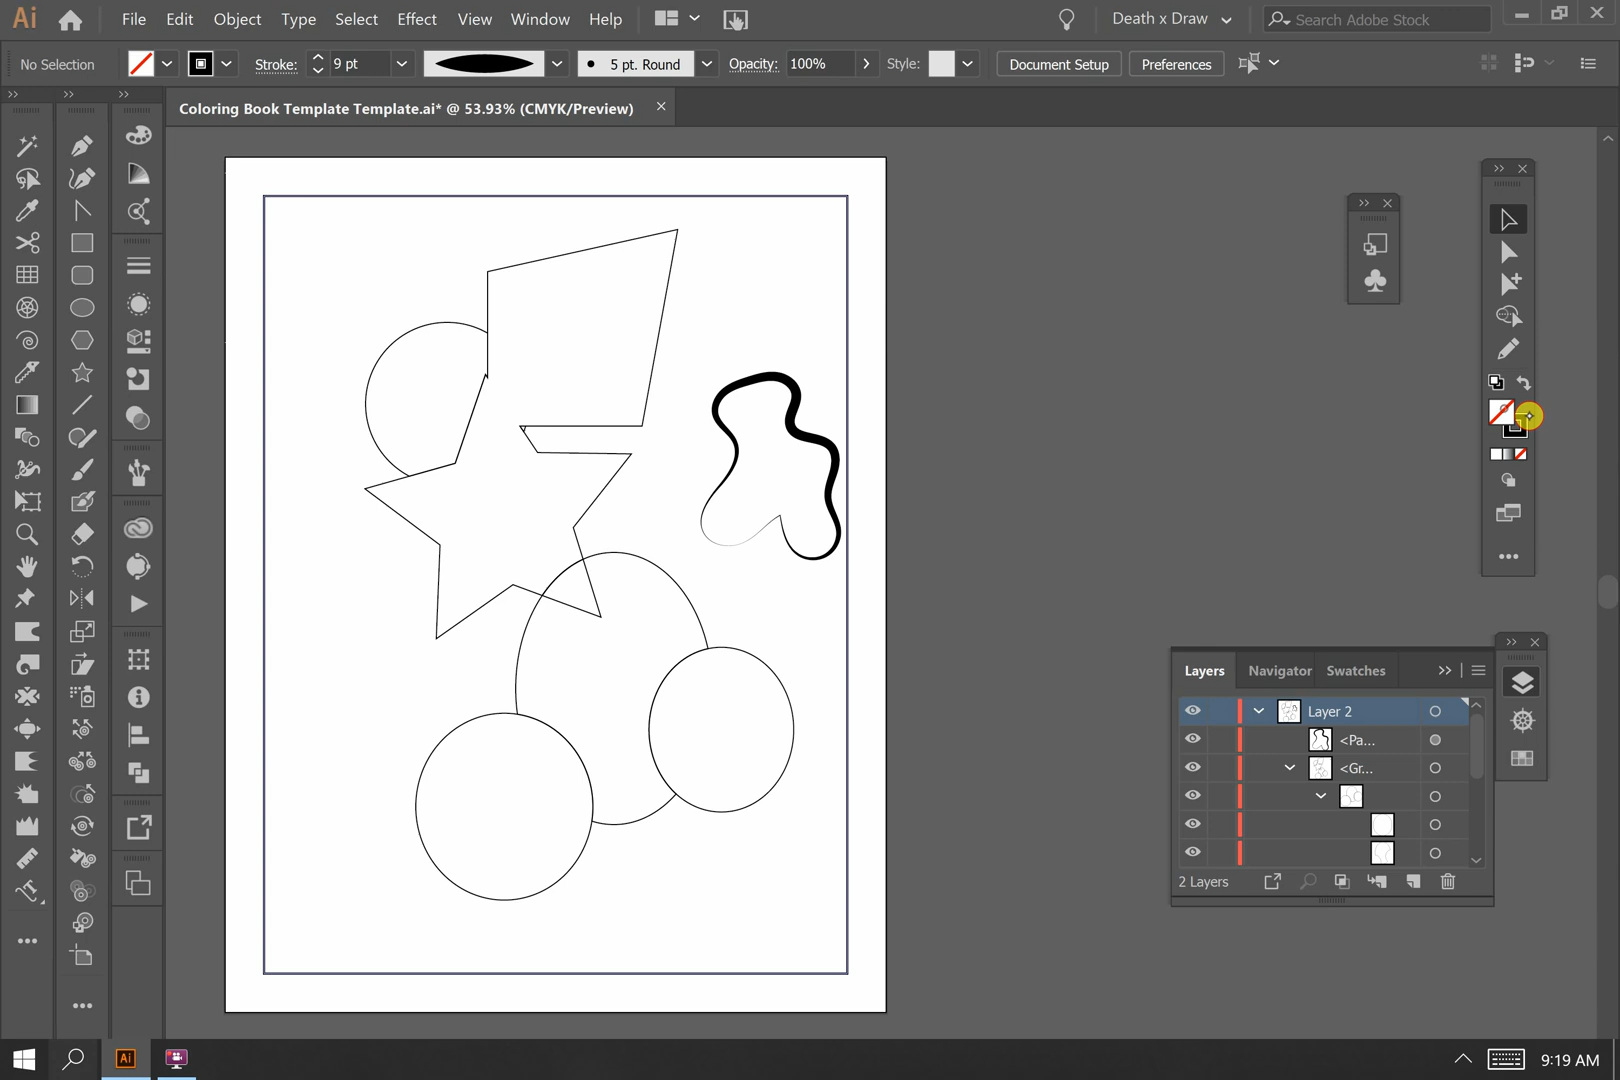 Ai File Edit Object Type Select Effect View Window Help Death x Draw Search Adobe Stock
No Selection Stroke: 9 pt 5 pt. Round Opacity: 100% Style: Document Setup Preferences
Coloring Book Template Template.ai* @ 53.93% (CMYK/Preview)
Layers Navigator Swatches
Layer 2
<Pa...
<Gr...
2 Layers
Ai 9:19 AM